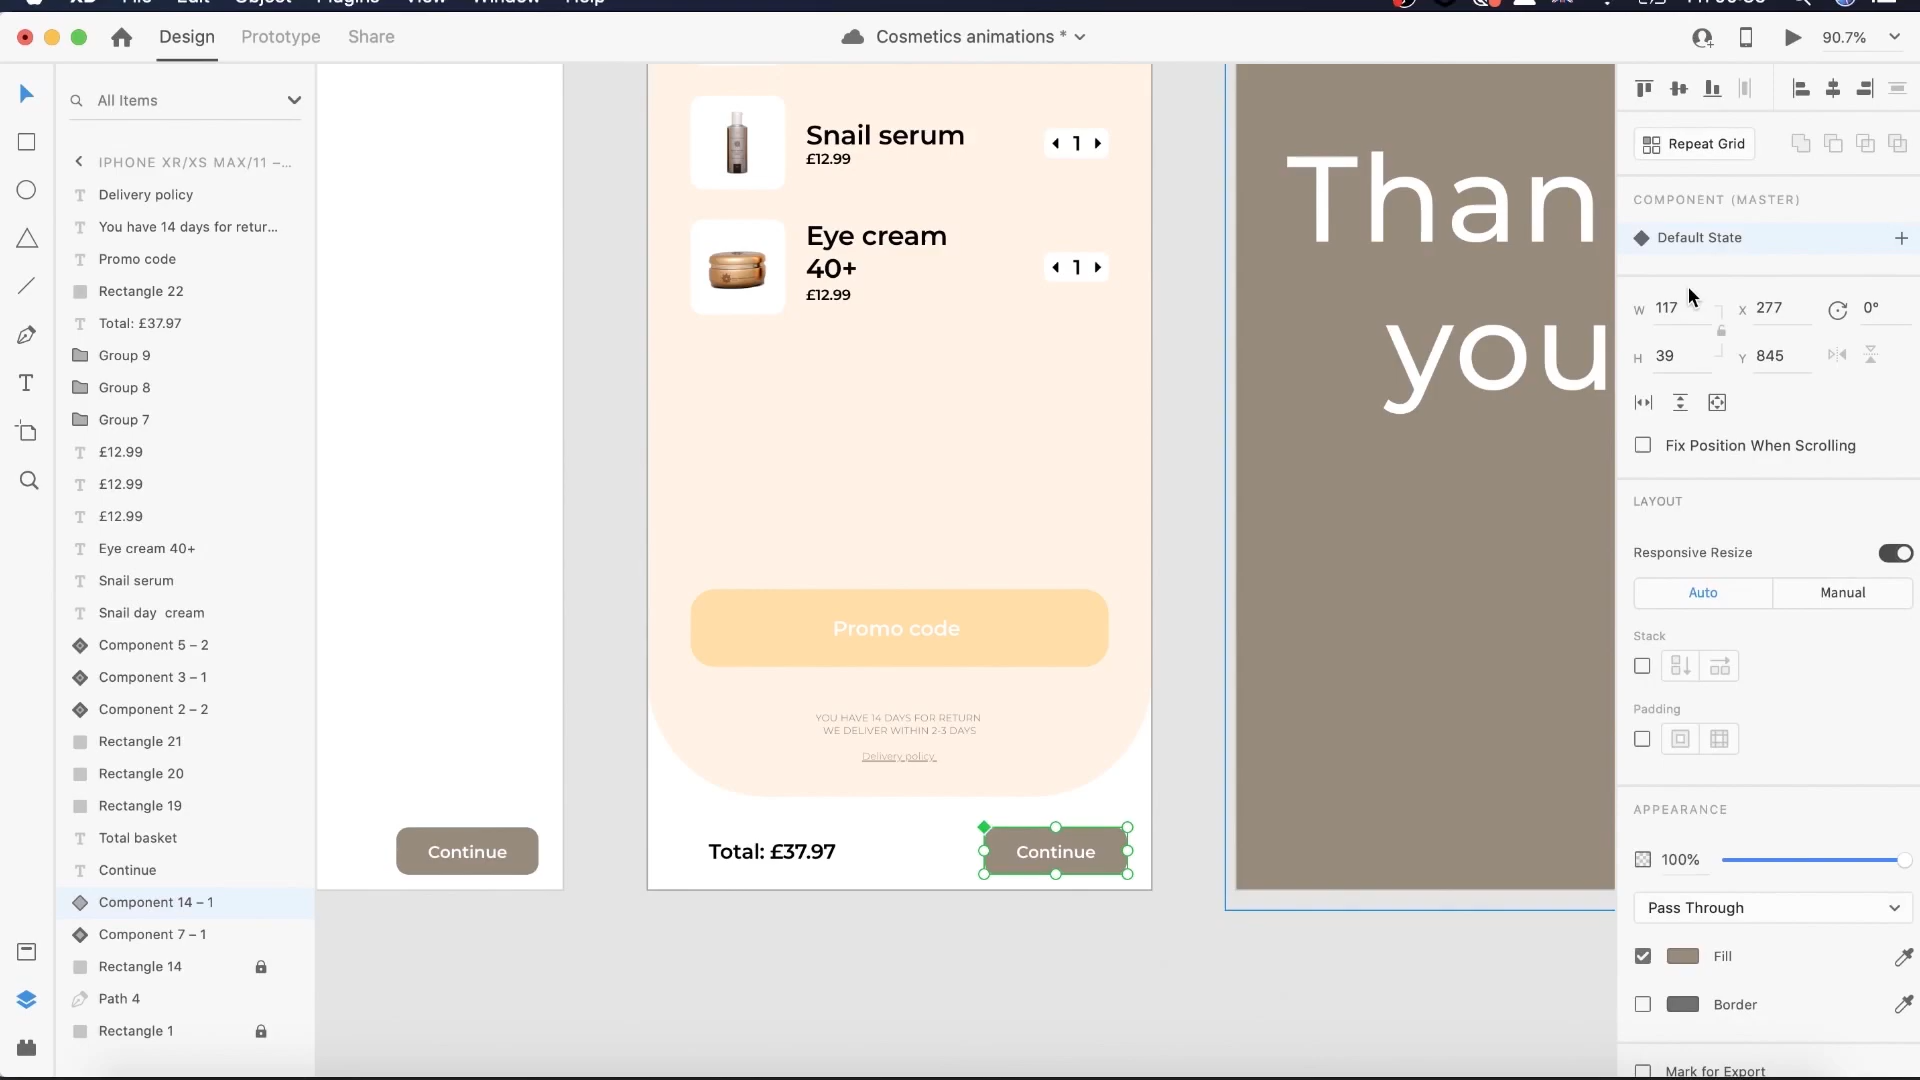 Design
Prototype
Share
Cosmetics animations *
90.7%
All Items
IPHONE XR/XS MAX/11 –...
Delivery policy
You have 14 days for retur...
Promo code
Rectangle 22
Total: £37.97
Group 9
Group 8
Group 7
£12.99
£12.99
£12.99
Eye cream 40+
Snail serum
Snail day  cream
Component 5 – 2
Component 3 – 1
Component 2 – 2
Rectangle 21
Rectangle 20
Rectangle 19
Total basket
Continue
Component 14 – 1
Component 7 – 1
Rectangle 14
Path 4
Rectangle 1
Continue
Snail serum
£12.99
1
Eye cream
40+
£12.99
1
Promo code
YOU HAVE 14 DAYS FOR RETURN
WE DELIVER WITHIN 2-3 DAYS
Delivery policy
Total: £37.97
Continue
Than
you
Repeat Grid
COMPONENT (MASTER)
Default State
W 117 X 277 0°
H 39 Y 845
Fix Position When Scrolling
LAYOUT
Responsive Resize
Auto
Manual
Stack
Padding
APPEARANCE
100%
Pass Through
Fill
Border
Mark for Export